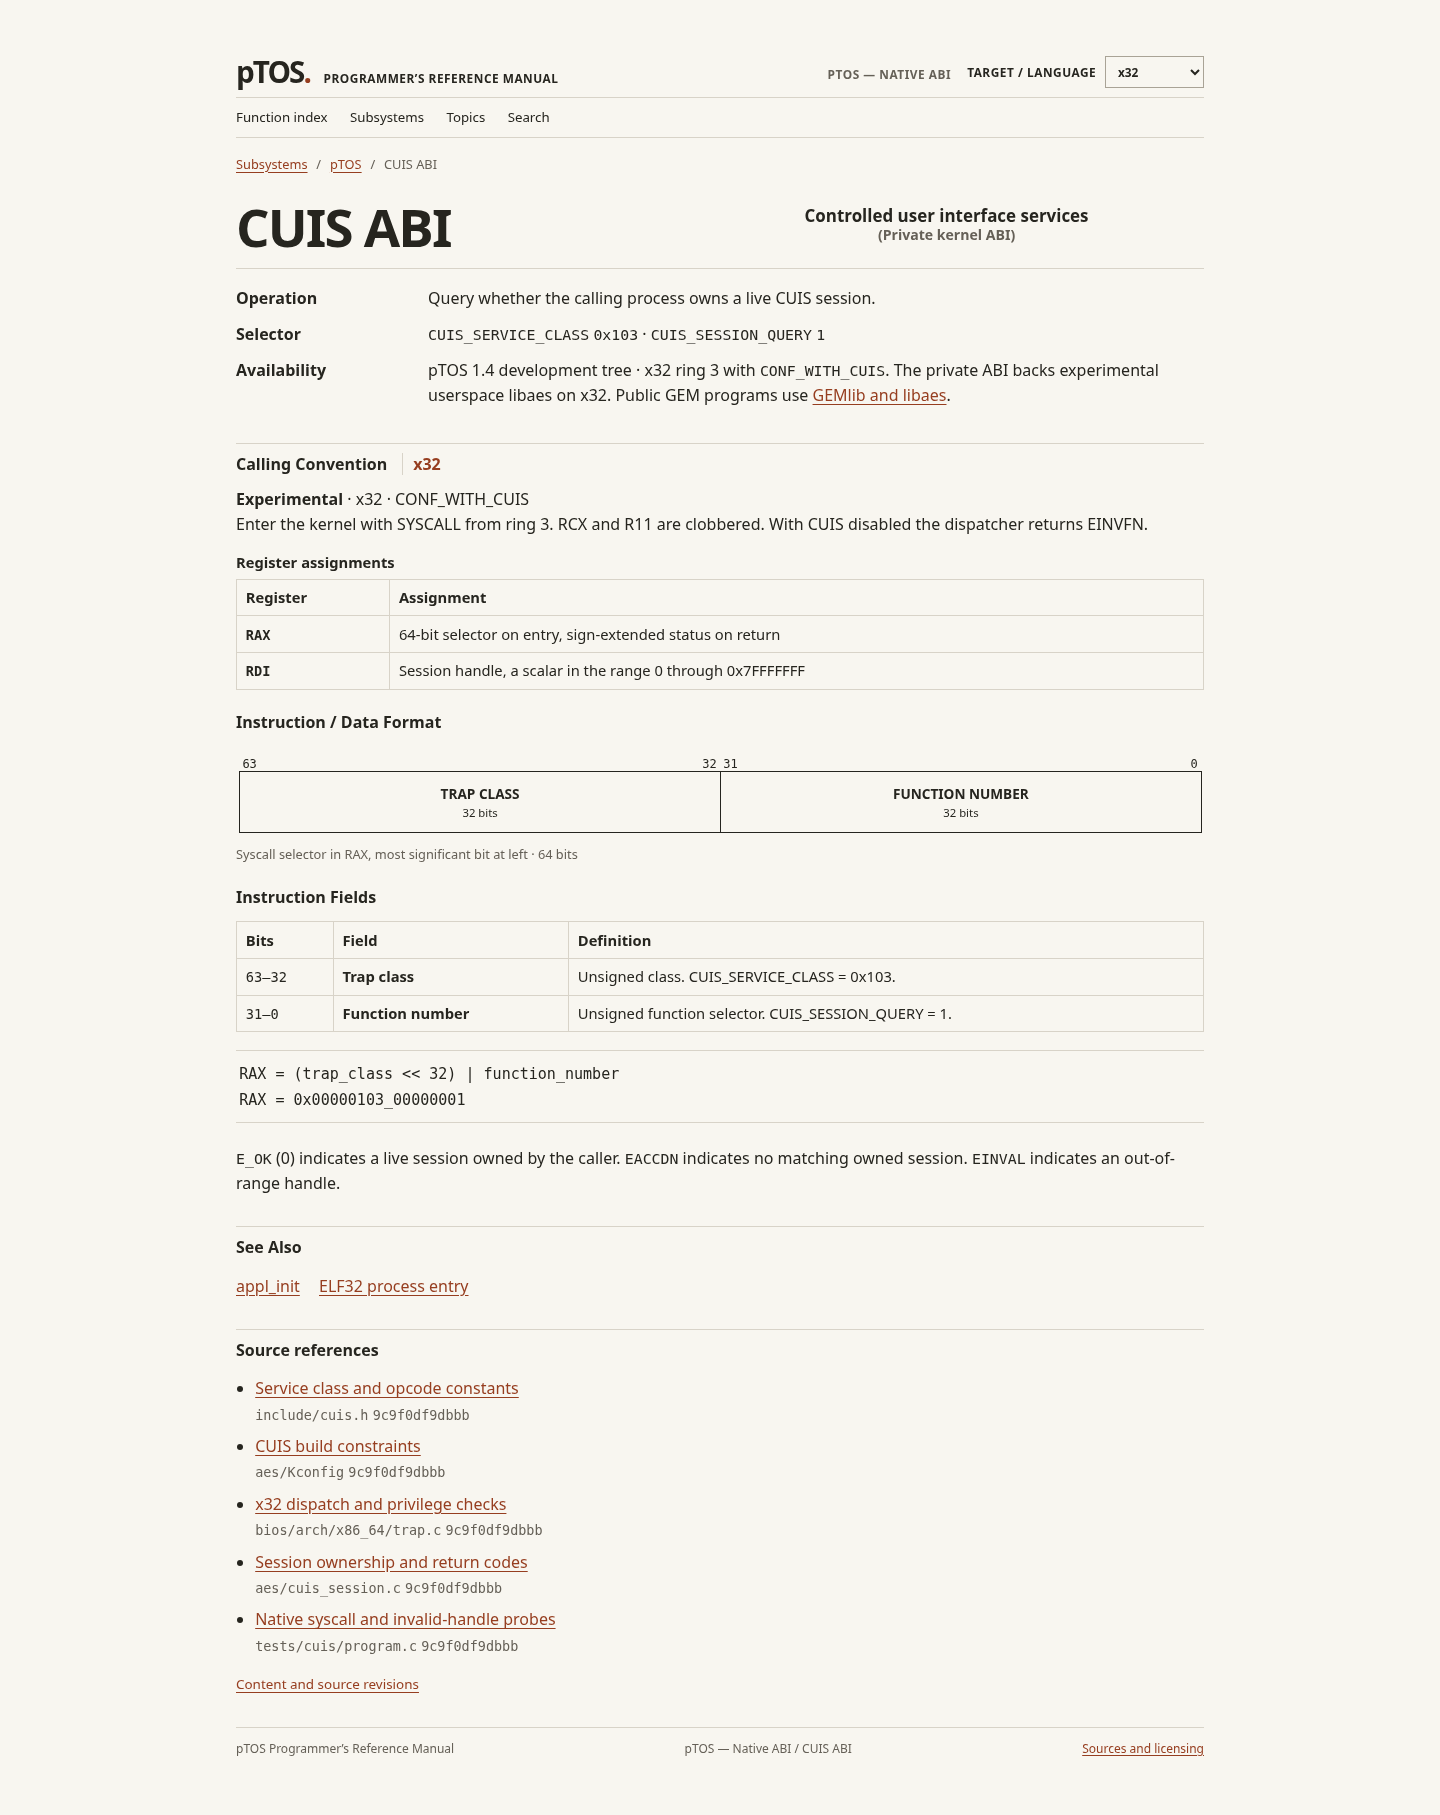 pTOS. PROGRAMMER’S REFERENCE MANUAL PTOS — NATIVE ABI TARGET / LANGUAGE x32
Function index Subsystems Topics Search
Subsystems / pTOS / CUIS ABI
CUIS ABI
Controlled user interface services
(Private kernel ABI)
Operation Query whether the calling process owns a live CUIS session.
Selector CUIS_SERVICE_CLASS 0x103 · CUIS_SESSION_QUERY 1
Availability pTOS 1.4 development tree · x32 ring 3 with CONF_WITH_CUIS. The private ABI backs experimental
userspace libaes on x32. Public GEM programs use GEMlib and libaes.
Calling Convention x32
Experimental · x32 · CONF_WITH_CUIS
Enter the kernel with SYSCALL from ring 3. RCX and R11 are clobbered. With CUIS disabled the dispatcher returns EINVFN.
Register assignments
Register Assignment
RAX 64-bit selector on entry, sign-extended status on return
RDI Session handle, a scalar in the range 0 through 0x7FFFFFFF
Instruction / Data Format
63 32 31 0
TRAP CLASS FUNCTION NUMBER
32 bits 32 bits
Syscall selector in RAX, most significant bit at left · 64 bits
Instruction Fields
Bits Field Definition
63–32 Trap class Unsigned class. CUIS_SERVICE_CLASS = 0x103.
31–0 Function number Unsigned function selector. CUIS_SESSION_QUERY = 1.
RAX = (trap_class << 32) | function_number
RAX = 0x00000103_00000001
E_OK (0) indicates a live session owned by the caller. EACCDN indicates no matching owned session. EINVAL indicates an out-of-
range handle.
See Also
appl_init ELF32 process entry
Source references
• Service class and opcode constants
include/cuis.h 9c9f0df9dbbb
• CUIS build constraints
aes/Kconfig 9c9f0df9dbbb
• x32 dispatch and privilege checks
bios/arch/x86_64/trap.c 9c9f0df9dbbb
• Session ownership and return codes
aes/cuis_session.c 9c9f0df9dbbb
• Native syscall and invalid-handle probes
tests/cuis/program.c 9c9f0df9dbbb
Content and source revisions
pTOS Programmer’s Reference Manual pTOS — Native ABI / CUIS ABI Sources and licensing